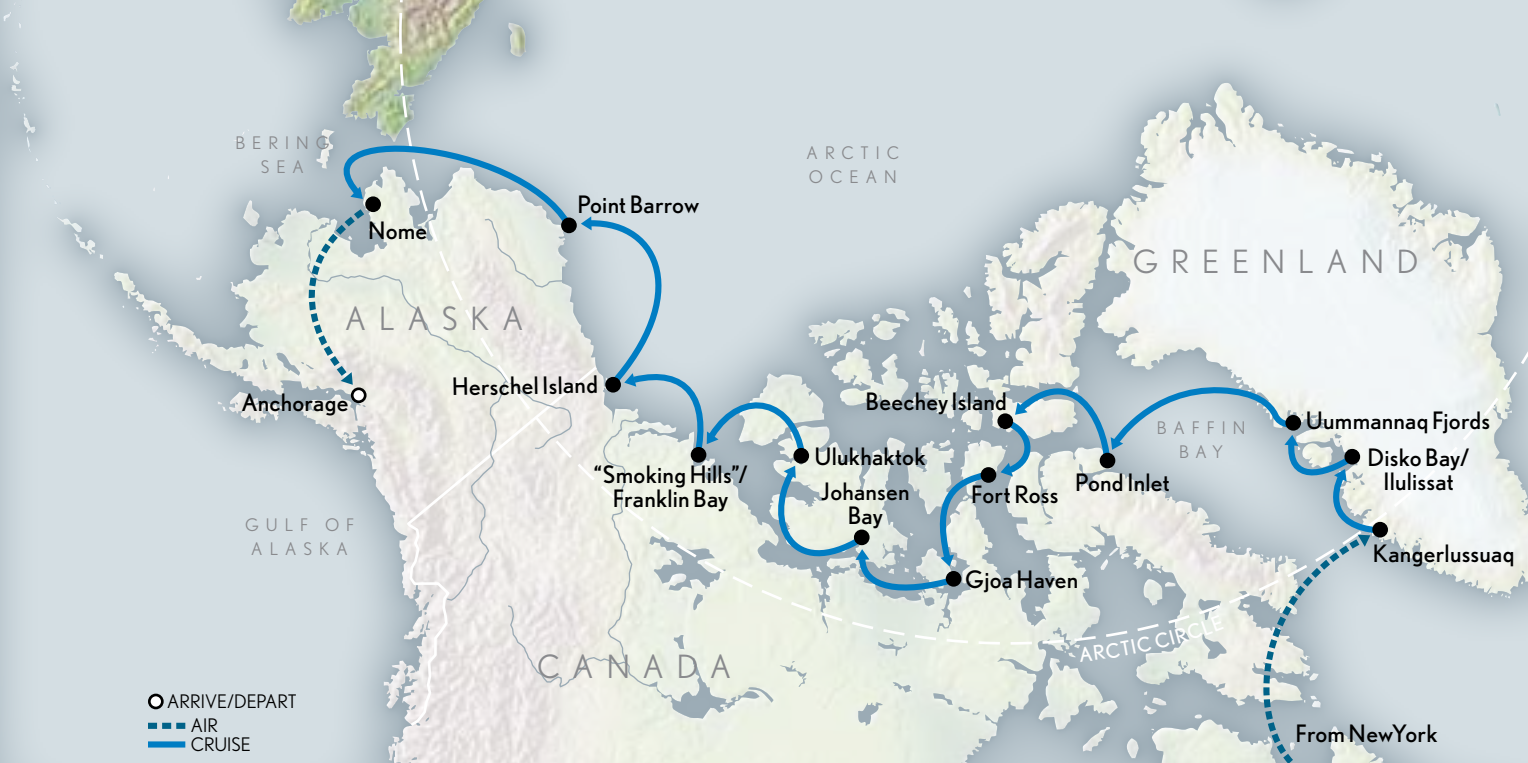 BERING
SEA
ARCTIC
OCEAN
Point Barrow
Nome
GREENLAND
ALASKA
Herschel Island
Anchorage
Beechey Island
BAFFIN
BAY
Uummannaq Fjords
"Smoking Hills"/
Franklin Bay
Ulukhaktok
Johansen
Bay
Fort Ross
Pond Inlet
Disko Bay/
Ilulissat
GULF OF
ALASKA
Kangerlussuaq
Gjoa Haven
ARCTIC CIRCLE
CANADA
ARRIVE/DEPART
AIR
CRUISE
From NewYork